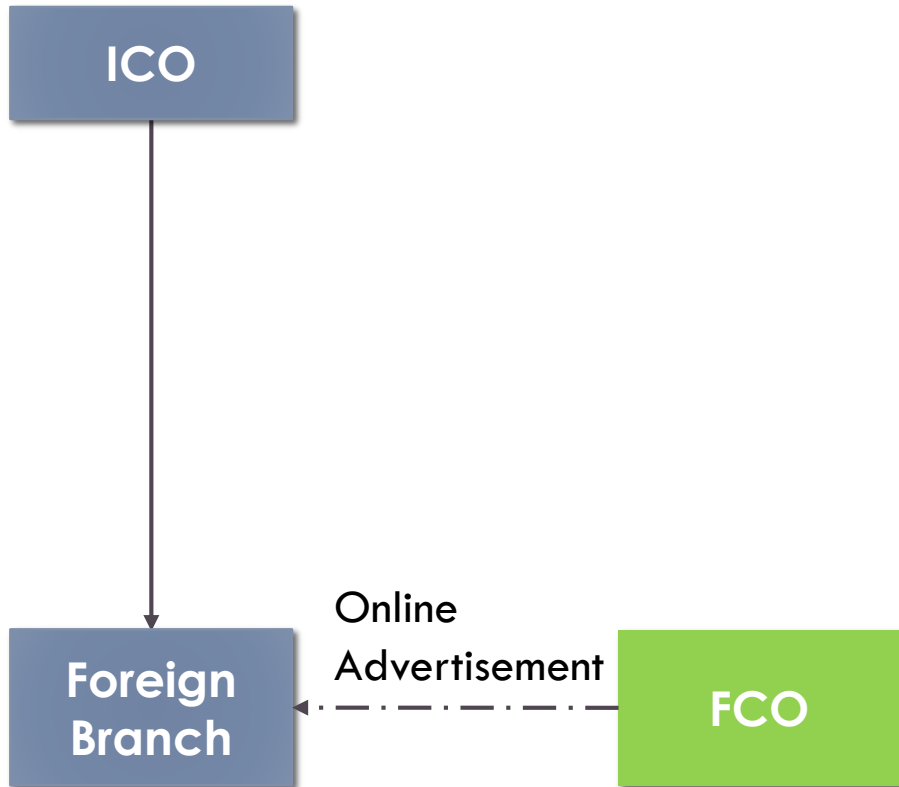 ICO
Online
Advertisement
Foreign
Branch
FCO